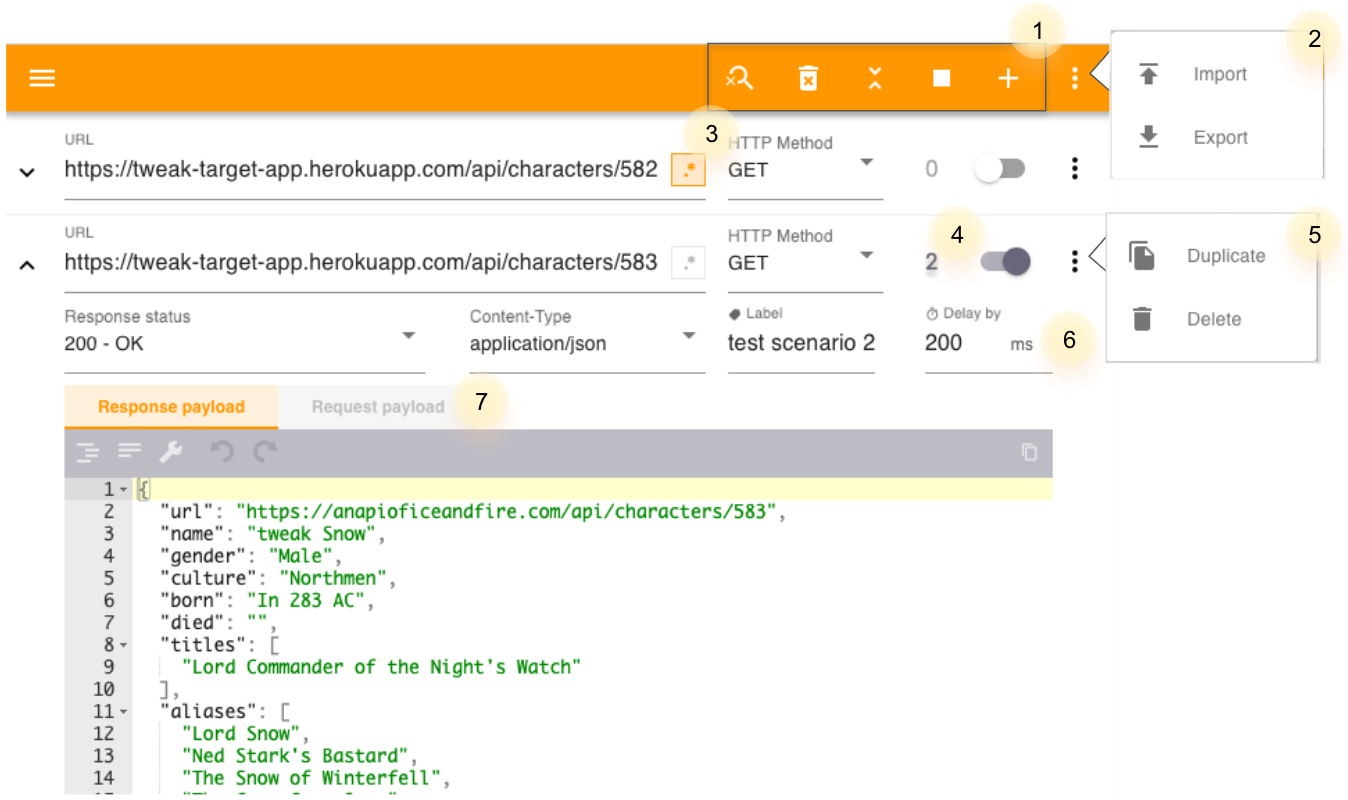 1
2
Import
Export
3
URL
https://tweak-target-app.herokuapp.com/api/characters/582
.*
HTTP Method
GET
0
URL
https://tweak-target-app.herokuapp.com/api/characters/583
.*
HTTP Method
GET
4
2
5
Duplicate
Delete
Response status
200 - OK
Content-Type
application/json
Label
test scenario 2
Delay by
200 ms
6
Response payload
Request payload
7
1 {
2 "url": "https://anapioficeandfire.com/api/characters/583",
3 "name": "tweak Snow",
4 "gender": "Male",
5 "culture": "Northmen",
6 "born": "In 283 AC",
7 "died": "",
8 "titles": [
9 "Lord Commander of the Night's Watch"
10 ],
11 "aliases": [
12 "Lord Snow",
13 "Ned Stark's Bastard",
14 "The Snow of Winterfell",